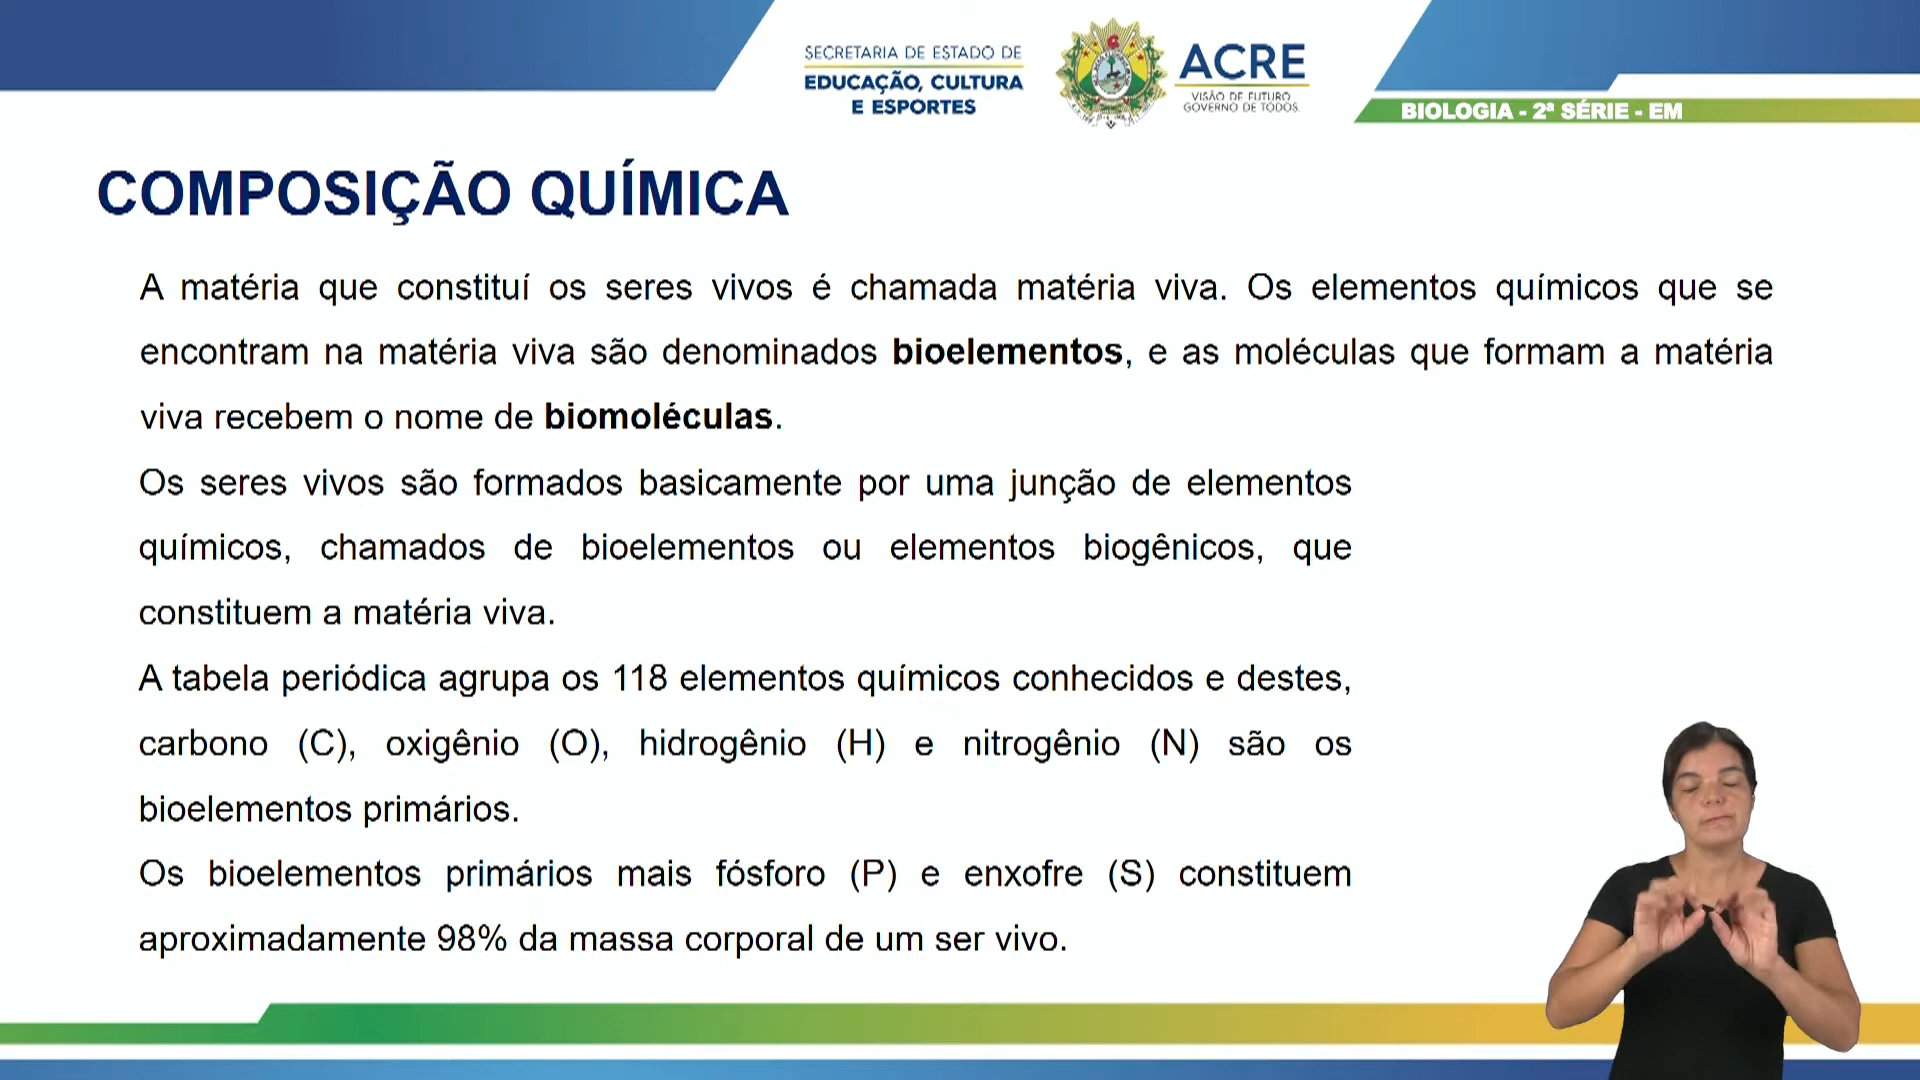 SECRETARIA DE ESTADO DE
EDUCAÇÃO, CULTURA
E ESPORTES
ACRE
VISÃO DE FUTURO
GOVERNO DE TODOS.
BIOLOGIA - 2ª SÉRIE - EM
COMPOSIÇÃO QUÍMICA
A matéria que constituí os seres vivos é chamada matéria viva. Os elementos químicos que se
encontram na matéria viva são denominados bioelementos, e as moléculas que formam a matéria
viva recebem o nome de biomoléculas.
Os seres vivos são formados basicamente por uma junção de elementos
químicos, chamados de bioelementos ou elementos biogênicos, que
constituem a matéria viva.
A tabela periódica agrupa os 118 elementos químicos conhecidos e destes,
carbono (C), oxigênio (O), hidrogênio (H) e nitrogênio (N) são os
bioelementos primários.
Os bioelementos primários mais fósforo (P) e enxofre (S) constituem
aproximadamente 98% da massa corporal de um ser vivo.